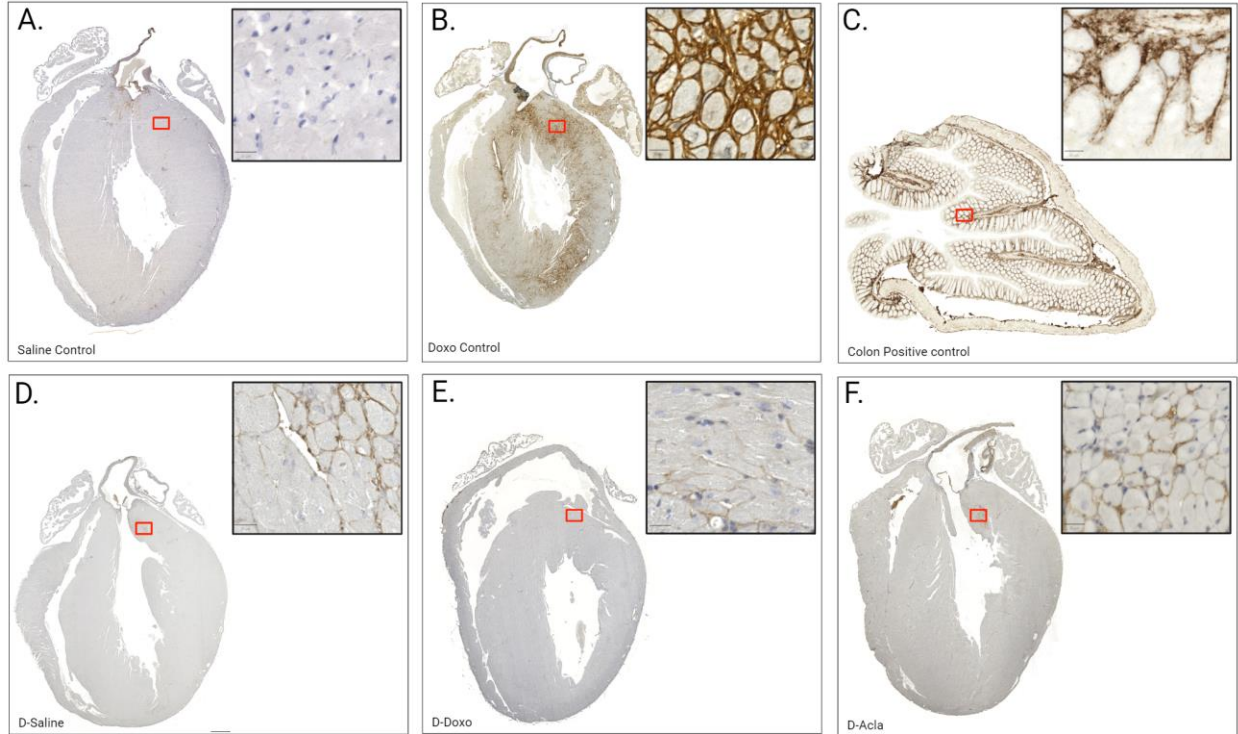 A.
Saline Control
B.
Doxo Control
C.
Colon Positive control
D.
D-Saline
E.
D-Doxo
F.
D-Acla